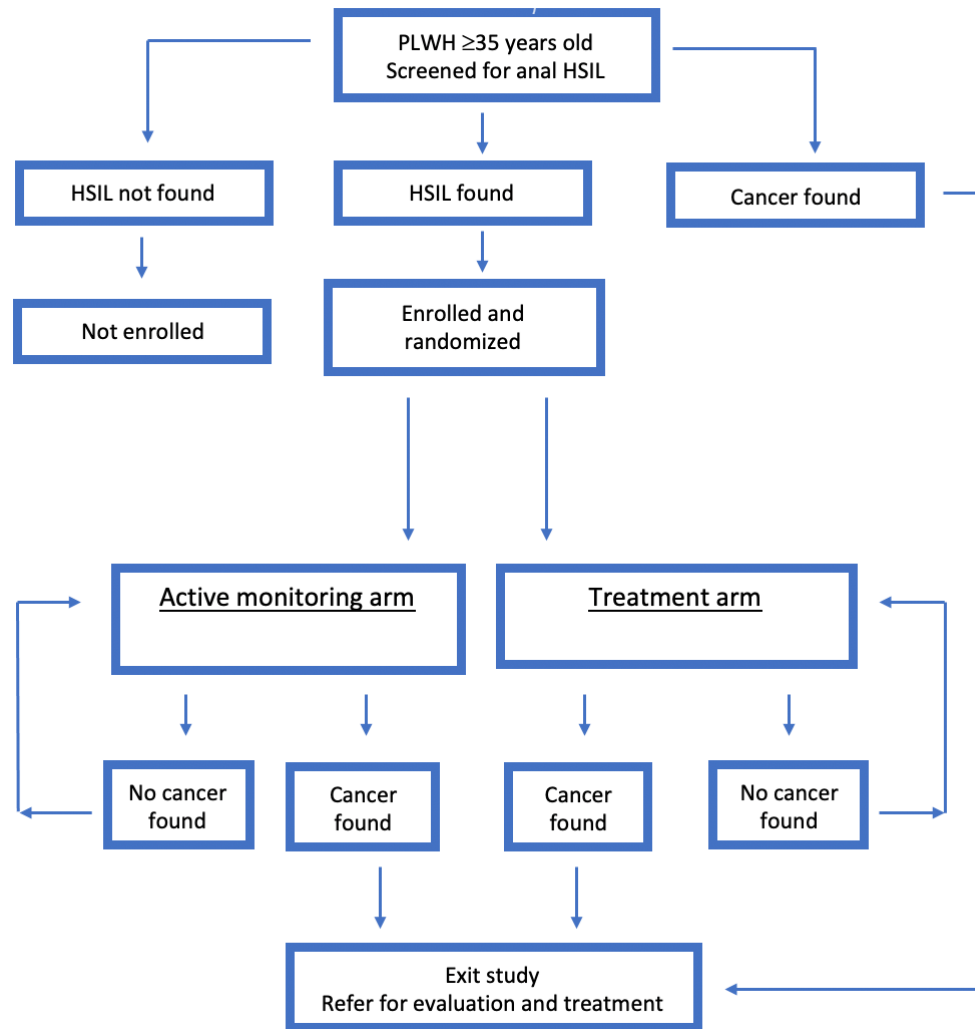 PLWH ≥35 years old
Screened for anal HSIL
HSIL not found
HSIL found
Cancer found
Not enrolled
Enrolled and
randomized
Active monitoring arm
Treatment arm
No cancer
found
Cancer
found
Cancer
found
No cancer
found
Exit study
Refer for evaluation and treatment